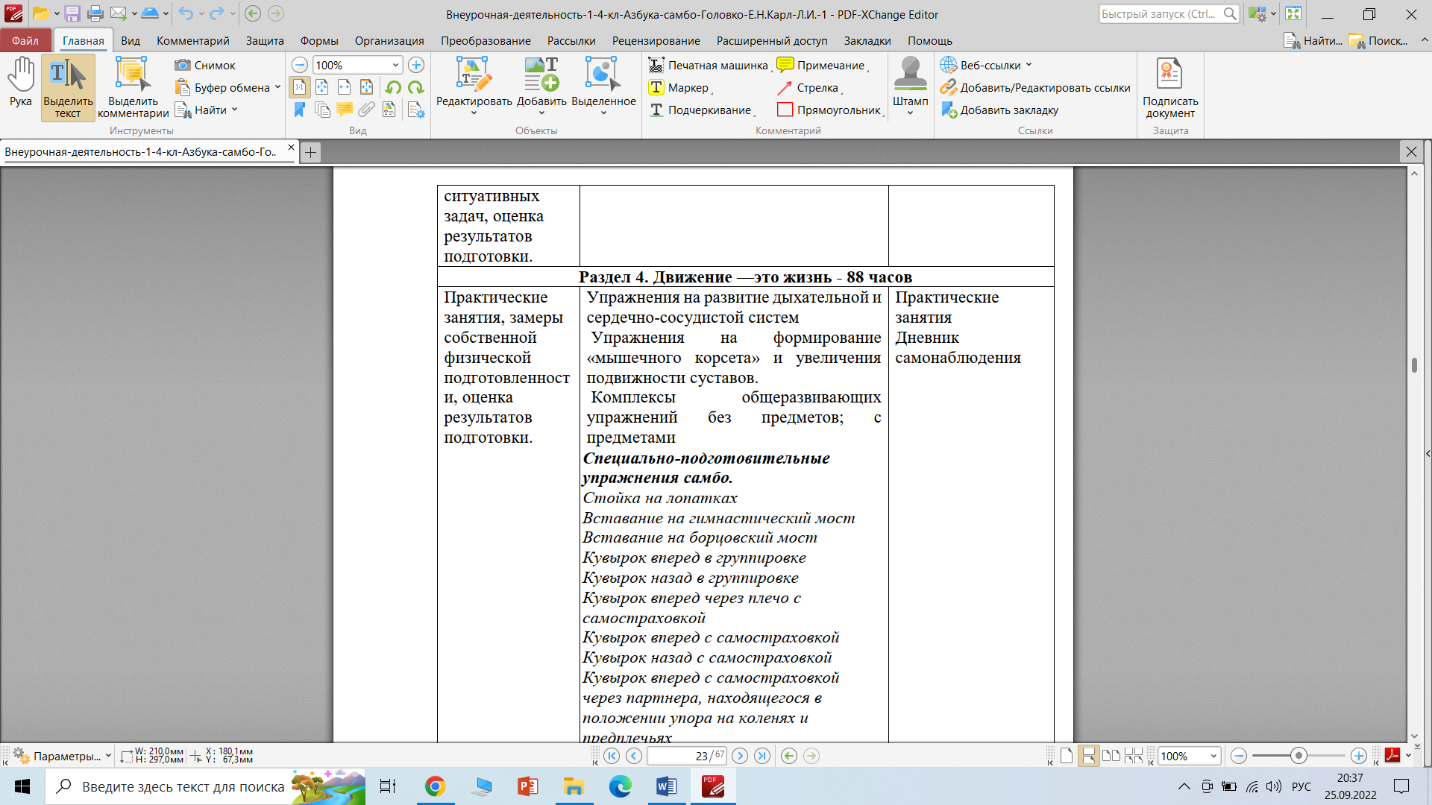 Внеурочная-деятельность-1-4-кл-Азбука-самбо-Головко-Е.Н.Карл-Л.И.-1 - PDF-XChange Editor
Быстрый запуск (Ctrl...
Файл Главная Вид Комментарий Защита Формы Организация Преобразование Рассылки Рецензирование Расширенный доступ Закладки Помощь
Найти... Поиск...
Рука
Выделить текст
Выделить комментарии
Снимок
Буфер обмена
Найти
Инструменты
100%
Вид
Редактировать Добавить Выделенное
Объекты
Печатная машинка Примечание
Маркер Стрелка
Подчеркивание Прямоугольник
Штамп
Комментарий
Веб-ссылки
Добавить/Редактировать ссылки
Добавить закладку
Ссылки
Подписать документ
Защита
Внеурочная-деятельность-1-4-кл-Азбука-самбо-Го..
ситуативных
задач, оценка
результатов
подготовки.
Раздел 4. Движение —это жизнь - 88 часов
Практические
занятия, замеры
собственной
физической
подготовленност
и, оценка
результатов
подготовки.
Упражнения на развитие дыхательной и
сердечно-сосудистой систем
Упражнения на формирование
«мышечного корсета» и увеличения
подвижности суставов.
Комплексы общеразвивающих
упражнений без предметов; с
предметами
Специально-подготовительные
упражнения самбо.
Стойка на лопатках
Вставание на гимнастический мост
Вставание на борцовский мост
Кувырок вперед в группировке
Кувырок назад в группировке
Кувырок вперед через плечо с
самостраховкой
Кувырок вперед с самостраховкой
Кувырок назад с самостраховкой
Кувырок вперед с самостраховкой
через партнера, находящегося в
положении упора на коленях и
предплечьях
Практические
занятия
Дневник
самонаблюдения
Параметры...
W: 210,0мм
H: 297,0мм
X: 180,1мм
Y: 67,3мм
23 / 67
100%
Введите здесь текст для поиска
РУС
20:37
25.09.2022